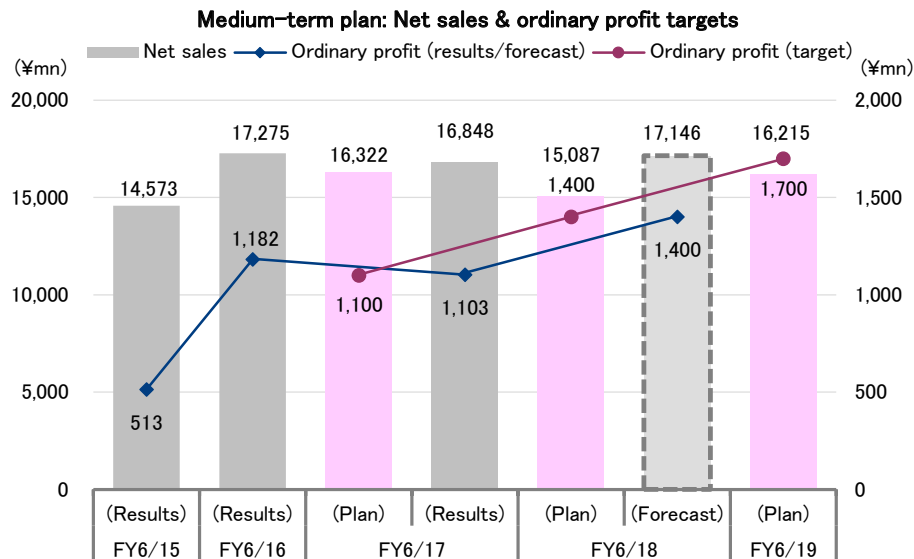 Medium-term plan: Net sales & ordinary profit targets
Net sales Ordinary profit (results/forecast) Ordinary profit (target)
(¥mn) (¥mn)
20,000 2,000
17,275 16,848 17,146 16,215
16,322 15,087
14,573 1,400
15,000 1,700 1,500
1,182 1,400
1,100 1,103
10,000 1,000
5,000 500
513
0 0
(Results) (Results) (Plan) (Results) (Plan) (Forecast) (Plan)
FY6/15 FY6/16 FY6/17 FY6/18 FY6/19